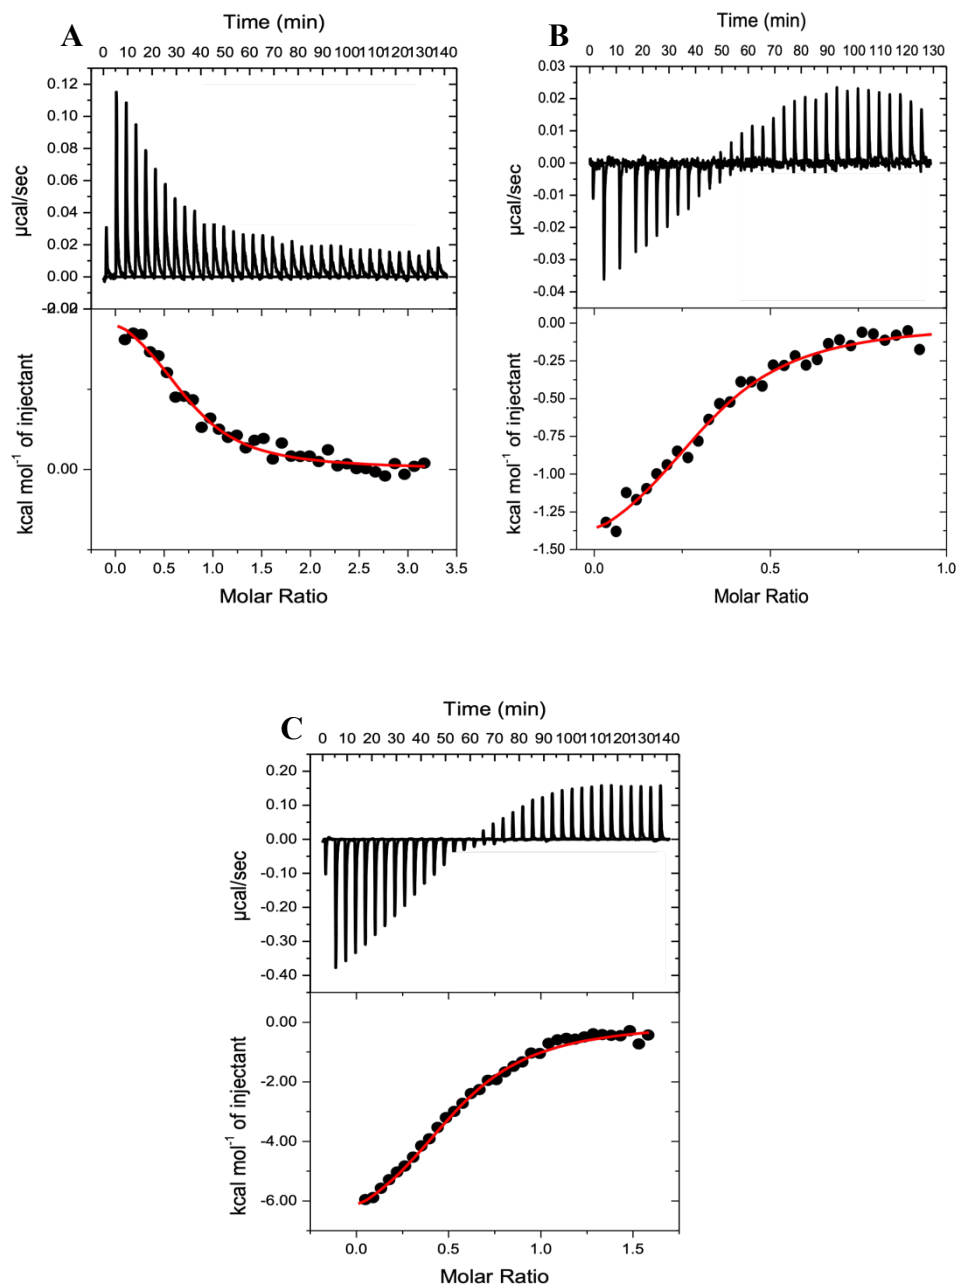 Time (min)
A
0 10 20 30 40 50 60 70 80 90 100 110 120 130 140
0.12
0.10
0.08
0.06
0.04
0.02
0.00
µcal/sec
2.00
0.00
kcal mol⁻¹ of injectant
0.0 0.5 1.0 1.5 2.0 2.5 3.0 3.5
Molar Ratio
Time (min)
B
0 10 20 30 40 50 60 70 80 90 100 110 120 130
0.03
0.02
0.01
0.00
-0.01
-0.02
-0.03
-0.04
µcal/sec
0.00
-0.25
-0.50
-0.75
-1.00
-1.25
-1.50
kcal mol⁻¹ of injectant
0.0 0.5 1.0
Molar Ratio
Time (min)
C
0 10 20 30 40 50 60 70 80 90 100 110 120 130 140
0.20
0.10
0.00
-0.10
-0.20
-0.30
-0.40
µcal/sec
0.00
-2.00
-4.00
-6.00
kcal mol⁻¹ of injectant
0.0 0.5 1.0 1.5
Molar Ratio